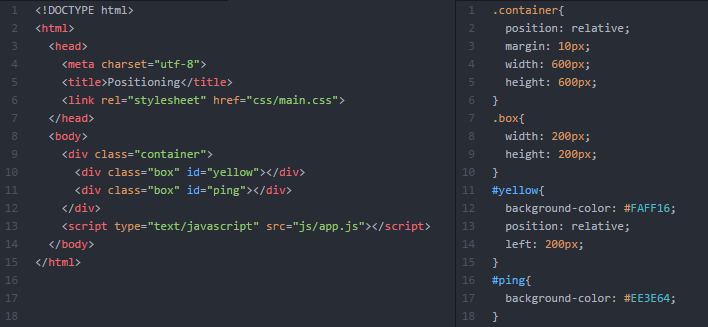 1 <!DOCTYPE html>
2 <html>
3 <head>
4 <meta charset="utf-8">
5 <title>Positioning</title>
6 <link rel="stylesheet" href="css/main.css">
7 </head>
8 <body>
9 <div class="container">
10 <div class="box" id="yellow"></div>
11 <div class="box" id="ping"></div>
12 </div>
13 <script type="text/javascript" src="js/app.js"></script>
14 </body>
15 </html>
16
17
18
1 .container{
2 position: relative;
3 margin: 10px;
4 width: 600px;
5 height: 600px;
6 }
7 .box{
8 width: 200px;
9 height: 200px;
10 }
11 #yellow{
12 background-color: #FAFF16;
13 position: relative;
14 left: 200px;
15 }
16 #ping{
17 background-color: #EE3E64;
18 }